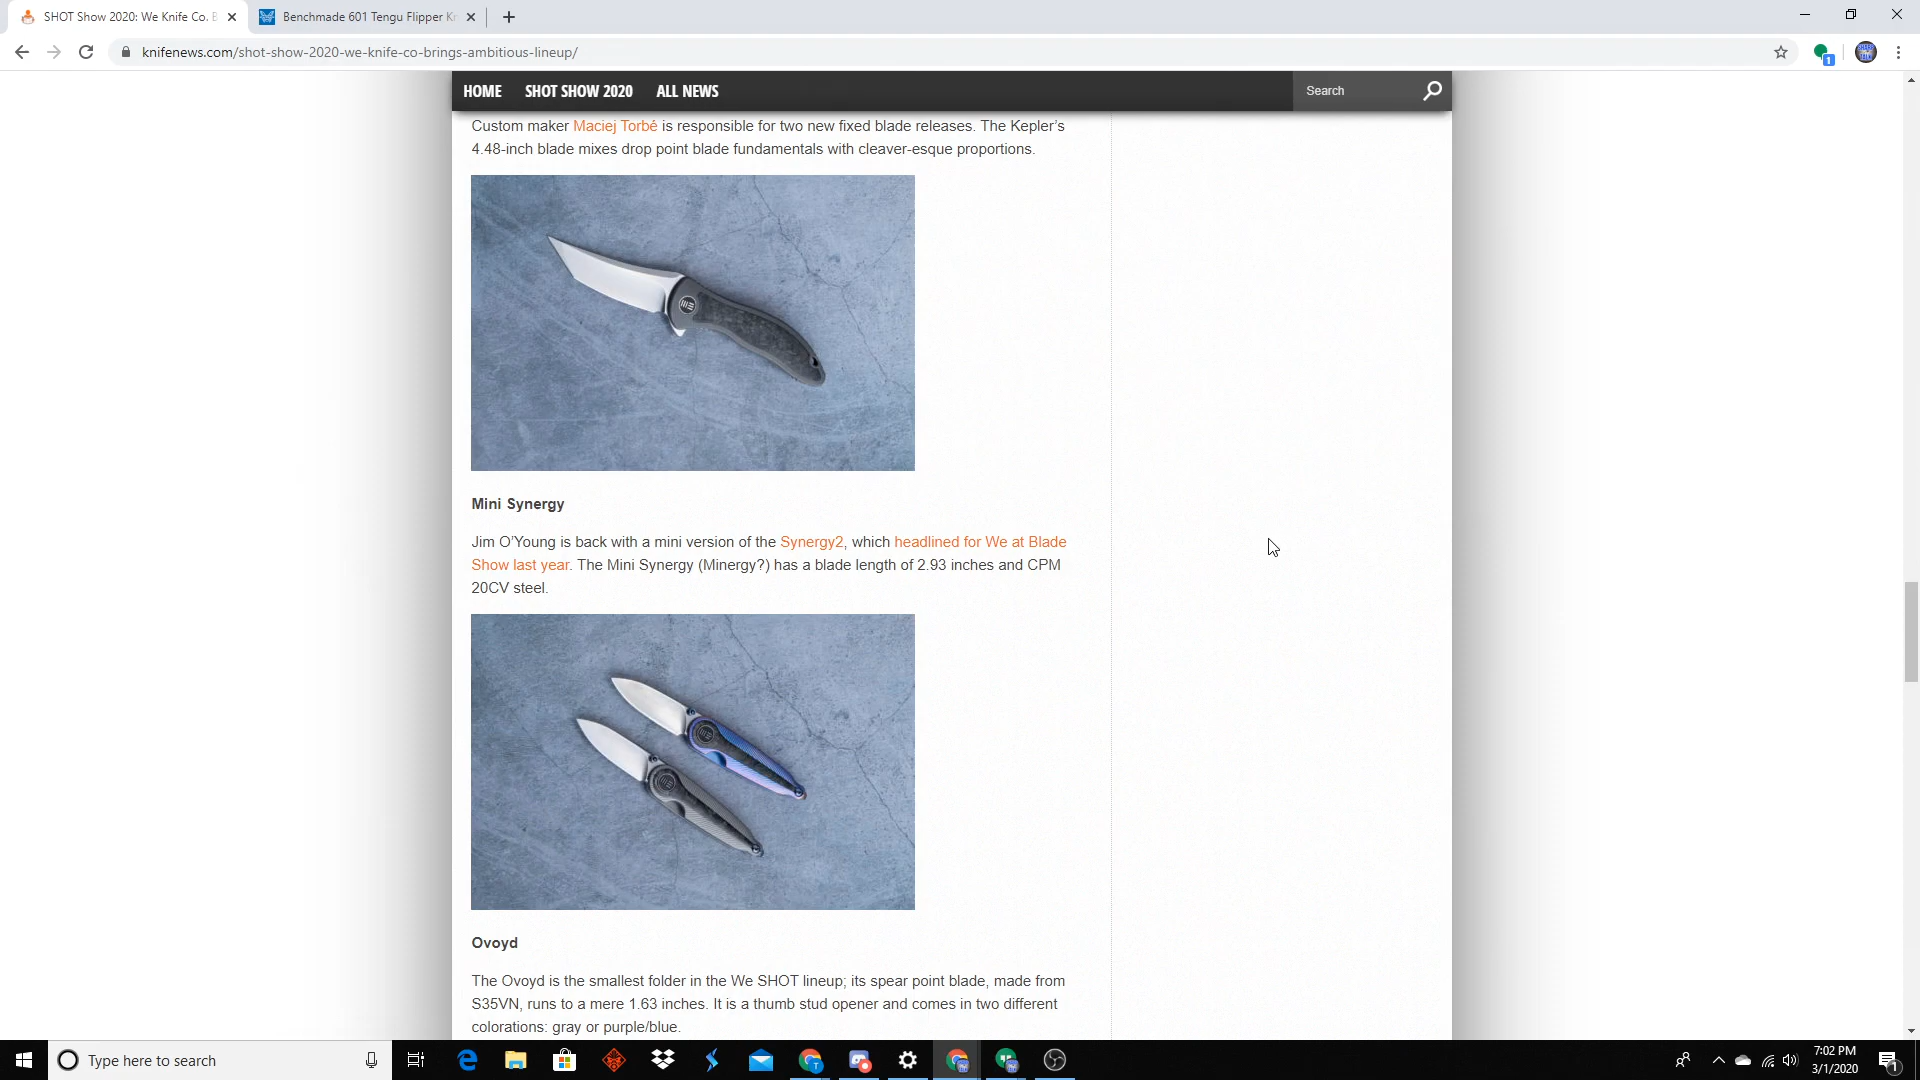 SHOT Show 2020: We Knife Co. B
Benchmade 601 Tengu Flipper Kn
knifenews.com/shot-show-2020-we-knife-co-brings-ambitious-lineup/
1
HOME SHOT SHOW 2020 ALL NEWS Search
Custom maker Maciej Torbé is responsible for two new fixed blade releases. The Kepler’s
4.48-inch blade mixes drop point blade fundamentals with cleaver-esque proportions.
Mini Synergy
Jim O’Young is back with a mini version of the Synergy2, which headlined for We at Blade
Show last year. The Mini Synergy (Minergy?) has a blade length of 2.93 inches and CPM
20CV steel.
Ovoyd
The Ovoyd is the smallest folder in the We SHOT lineup; its spear point blade, made from
S35VN, runs to a mere 1.63 inches. It is a thumb stud opener and comes in two different
colorations: gray or purple/blue.
Type here to search
7:02 PM
3/1/2020
1